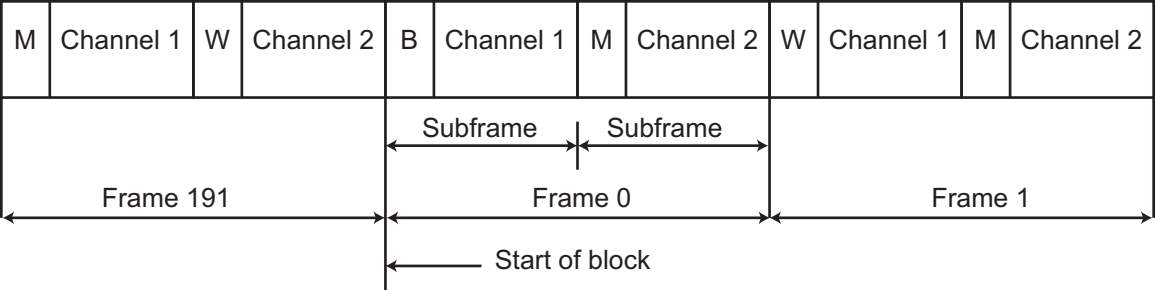 M Channel 1 W Channel 2 B Channel 1 M Channel 2 W Channel 1 M Channel 2
Subframe Subframe
Frame 191 Frame 0 Frame 1
Start of block